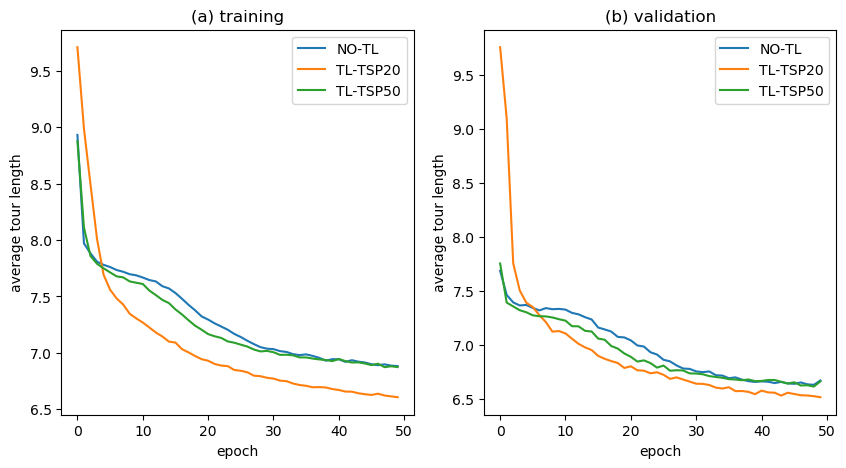 (a) training
average tour length
9.5
9.0
8.5
8.0
7.5
7.0
6.5
NO-TL
TL-TSP20
TL-TSP50
0 10 20 30 40 50
epoch
(b) validation
average tour length
9.5
9.0
8.5
8.0
7.5
7.0
6.5
NO-TL
TL-TSP20
TL-TSP50
0 10 20 30 40 50
epoch